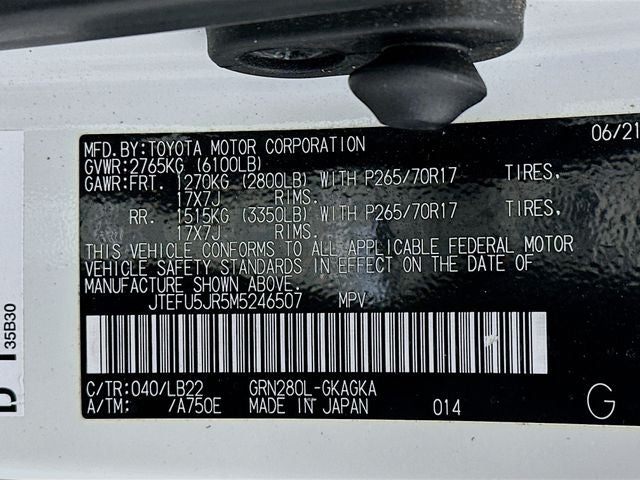 MFD.BY:TOYOTA MOTOR CORPORATION 06/21
GVWR:2765KG (6100LB)
GAWR:FRT. 1270KG (2800LB) WITH P265/70R17 TIRES,
17X7J RIMS.
RR. 1515KG (3350LB) WITH P265/70R17 TIRES,
17X7J RIMS.
THIS VEHICLE CONFORMS TO ALL APPLICABLE FEDERAL MOTOR
VEHICLE SAFETY STANDARDS IN EFFECT ON THE DATE OF
MANUFACTURE SHOWN ABOVE.
JTEFU5JR5M5246507 MPV
C/TR:040/LB22 GRN280L-GKAGKA
A/TM: /A750E MADE IN JAPAN 014 G
35B30